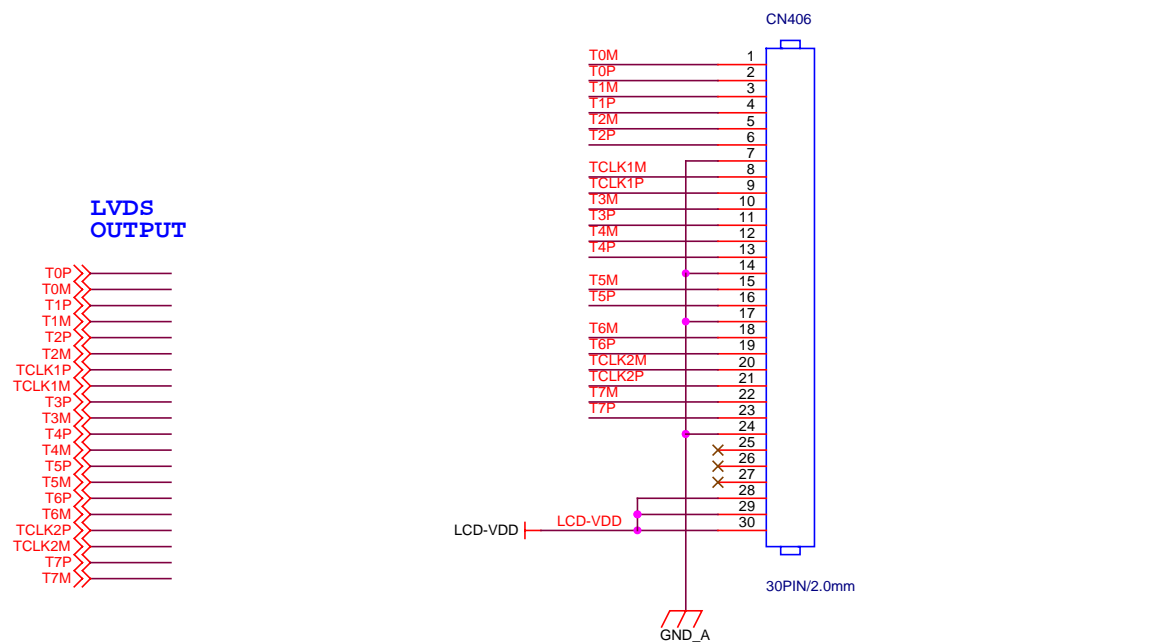 CN406
T0M 1
T0P 2
T1M 3
T1P 4
T2M 5
T2P 6
7
TCLK1M 8
TCLK1P 9
T3M 10
T3P 11
T4M 12
T4P 13
14
T5M 15
T5P 16
17
T6M 18
T6P 19
TCLK2M 20
TCLK2P 21
T7M 22
T7P 23
24
25
26
27
28
29
LCD-VDD LCD-VDD 30
30PIN/2.0mm
GND_A
LVDS
OUTPUT
T0P
T0M
T1P
T1M
T2P
T2M
TCLK1P
TCLK1M
T3P
T3M
T4P
T4M
T5P
T5M
T6P
T6M
TCLK2P
TCLK2M
T7P
T7M